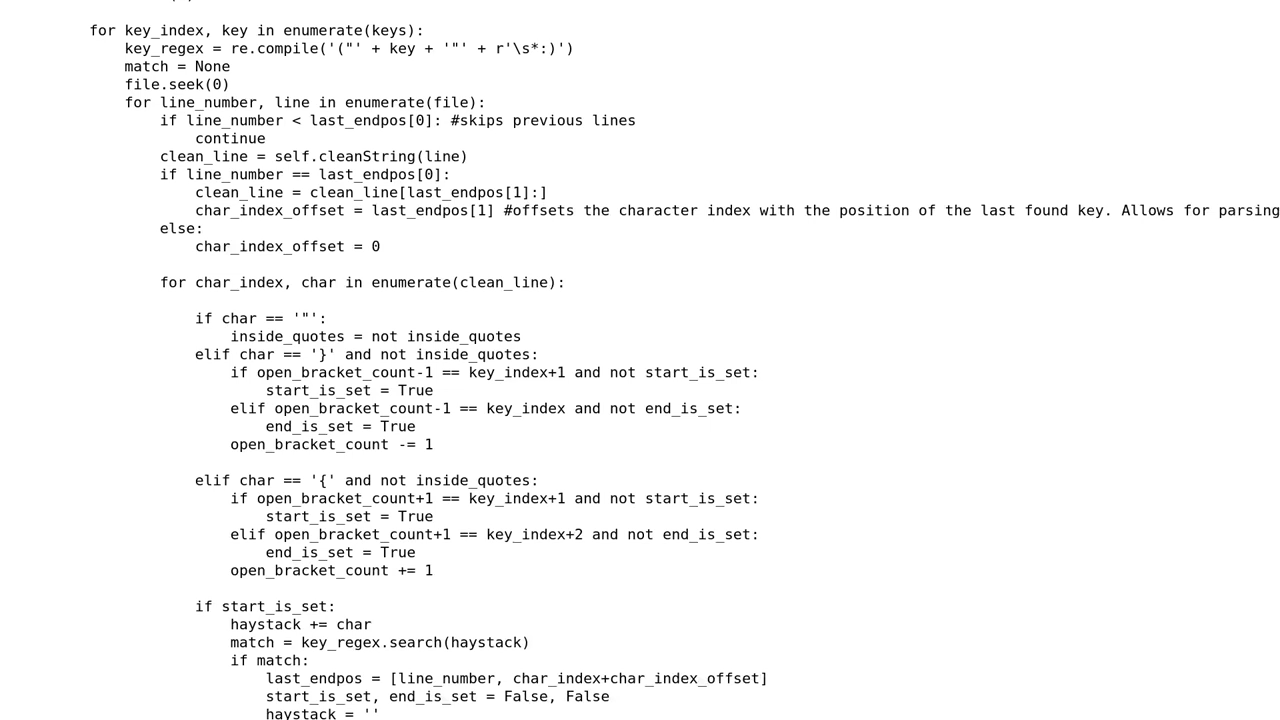 for key_index, key in enumerate(keys):
    key_regex = re.compile('("' + key + '"' + r'\s*:)')
    match = None
    file.seek(0)
    for line_number, line in enumerate(file):
        if line_number < last_endpos[0]: #skips previous lines
            continue
        clean_line = self.cleanString(line)
        if line_number == last_endpos[0]:
            clean_line = clean_line[last_endpos[1]:]
            char_index_offset = last_endpos[1] #offsets the character index with the position of the last found key. Allows for parsing
        else:
            char_index_offset = 0

        for char_index, char in enumerate(clean_line):

            if char == '"':
                inside_quotes = not inside_quotes
            elif char == '}' and not inside_quotes:
                if open_bracket_count-1 == key_index+1 and not start_is_set:
                    start_is_set = True
                elif open_bracket_count-1 == key_index and not end_is_set:
                    end_is_set = True
                open_bracket_count -= 1

            elif char == '{' and not inside_quotes:
                if open_bracket_count+1 == key_index+1 and not start_is_set:
                    start_is_set = True
                elif open_bracket_count+1 == key_index+2 and not end_is_set:
                    end_is_set = True
                open_bracket_count += 1

            if start_is_set:
                haystack += char
                match = key_regex.search(haystack)
                if match:
                    last_endpos = [line_number, char_index+char_index_offset]
                    start_is_set, end_is_set = False, False
                    haystack = ''